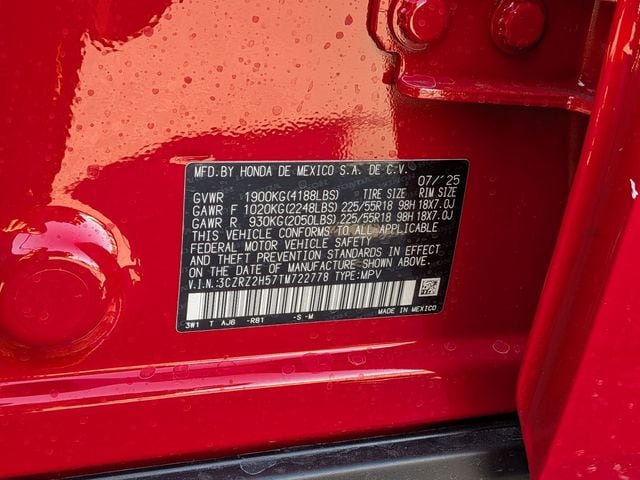 MFD.BY HONDA DE MEXICO S.A. DE C.V.
07/'25
GVWR 1900KG(4188LBS) TIRE SIZE RIM SIZE
GAWR F 1020KG(2248LBS) 225/55R18 98H 18X7.0J
GAWR R 930KG(2050LBS) 225/55R18 98H 18X7.0J
THIS VEHICLE CONFORMS TO ALL APPLICABLE
FEDERAL MOTOR VEHICLE SAFETY
AND THEFT PREVENTION STANDARDS IN EFFECT
ON THE DATE OF MANUFACTURE SHOWN ABOVE.
V.I.N.:3CZRZ2H57TM722778 TYPE:MPV
3W1 T AJ6 -R81 -S-M MADE IN MEXICO